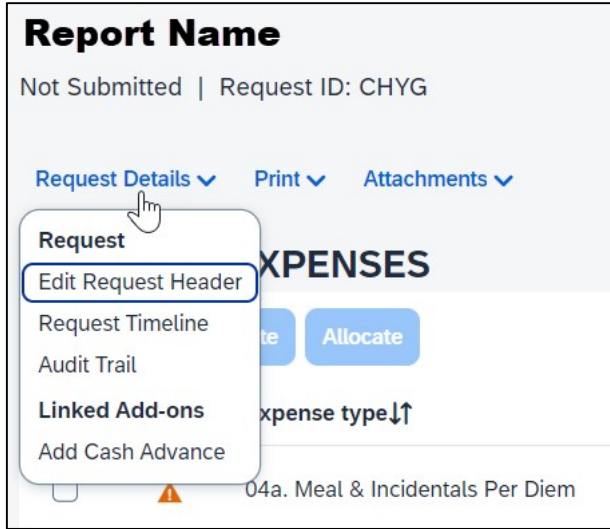 Report Name
Not Submitted | Request ID: CHYG
Request Details Print Attachments
Request
Edit Request Header
Request Timeline
Audit Trail
Linked Add-ons
Add Cash Advance
XPENSES
te Allocate
xpense type
04a. Meal & Incidentals Per Diem